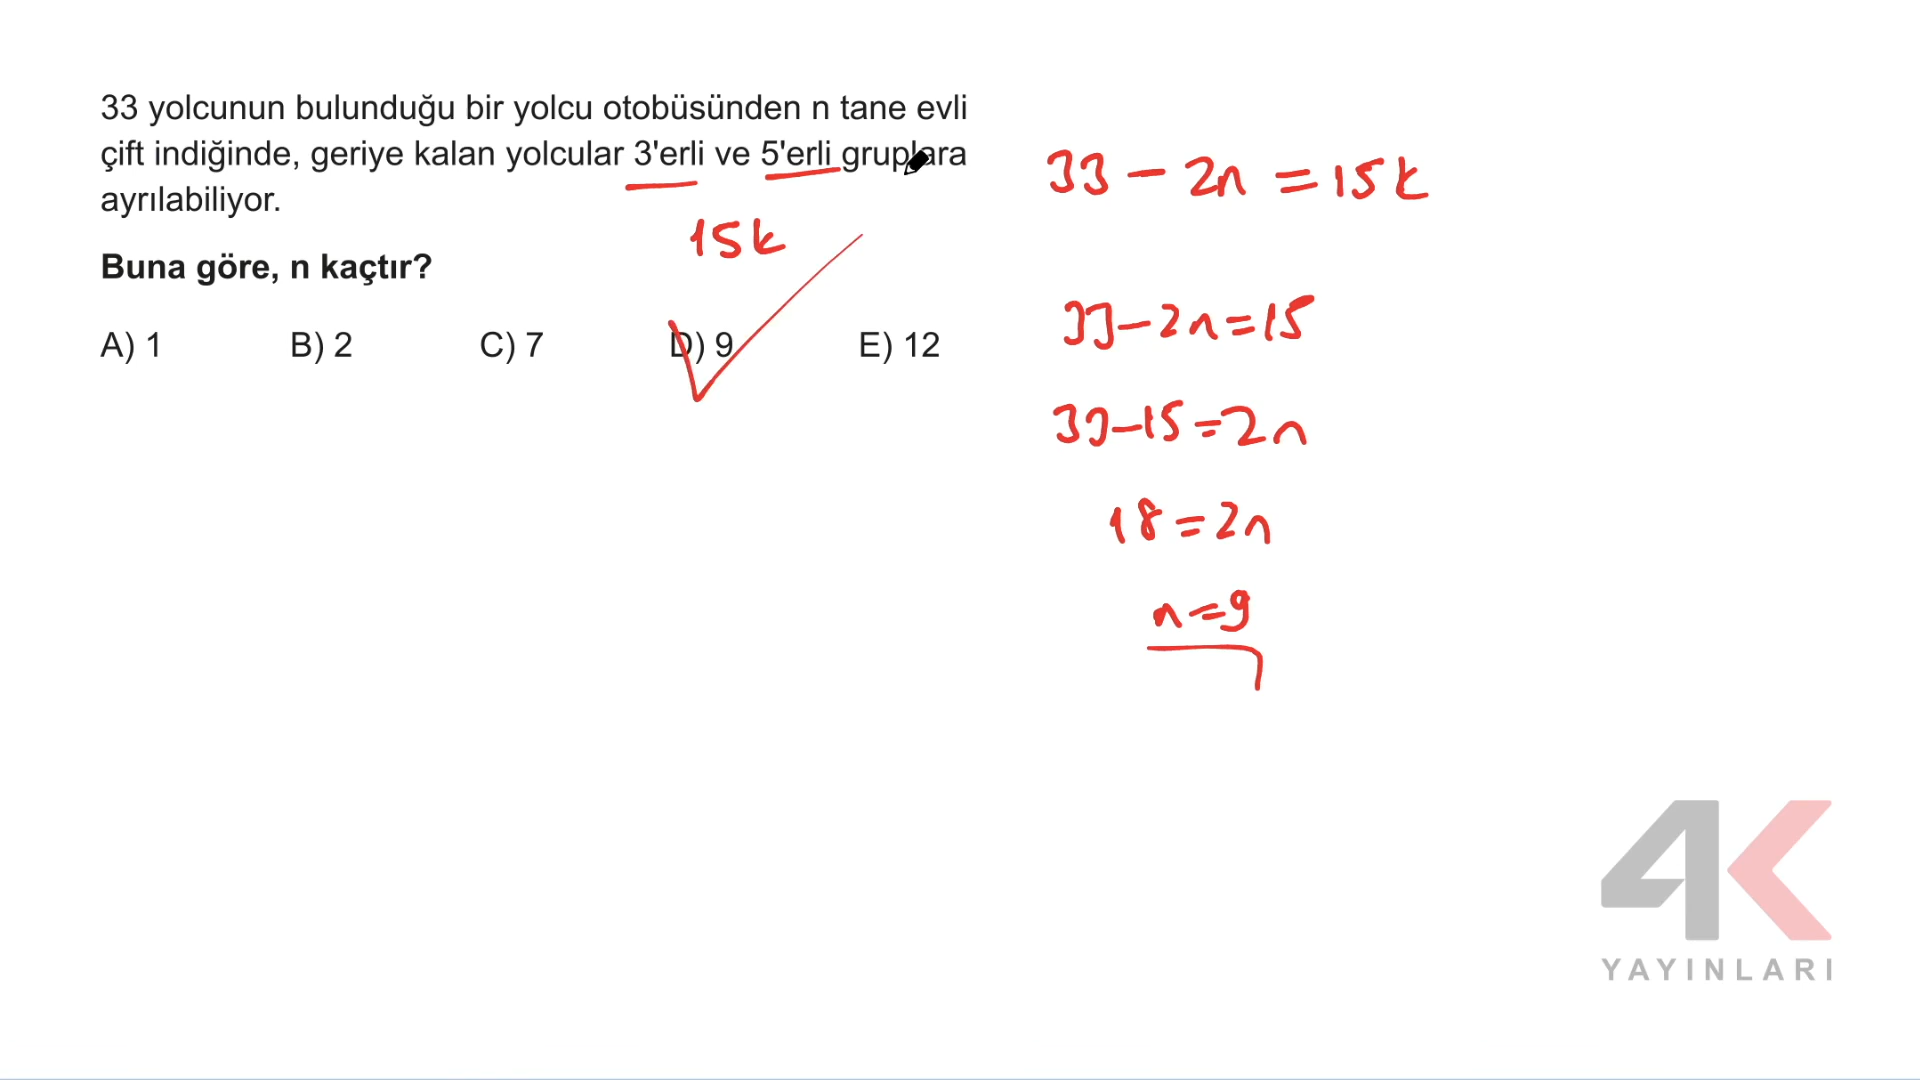 33 yolcunun bulunduğu bir yolcu otobüsünden n tane evli
çift indiğinde, geriye kalan yolcular 3'erli ve 5'erli gruplara
ayrılabiliyor.
15k
Buna göre, n kaçtır?
A) 1 B) 2 C) 7 D) 9 E) 12
33 - 2n = 15k
33 - 2n = 15
33 - 15 = 2n
18 = 2n
n = 9
4K
YAYINLARI